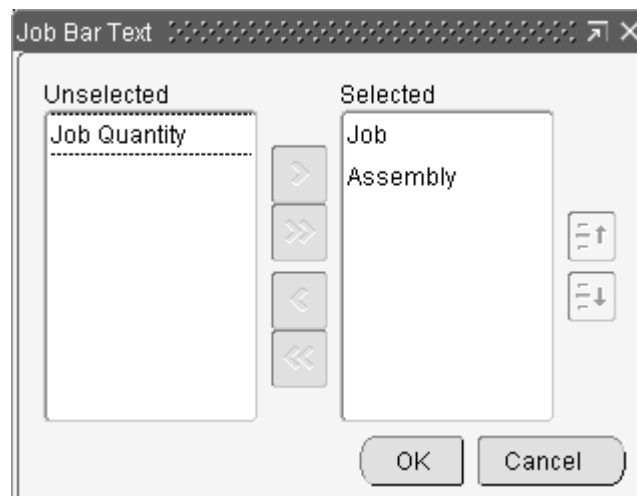 Job Bar Text
Unselected
Selected
Job Quantity
Job
Assembly
OK
Cancel